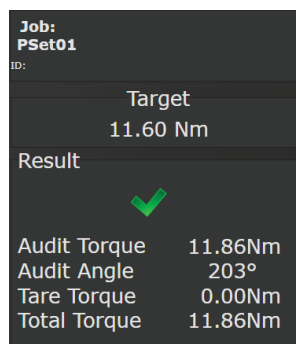 Job:
PSet01
ID:
Target
11.60 Nm
Result
Audit Torque 11.86Nm
Audit Angle 203°
Tare Torque 0.00Nm
Total Torque 11.86Nm